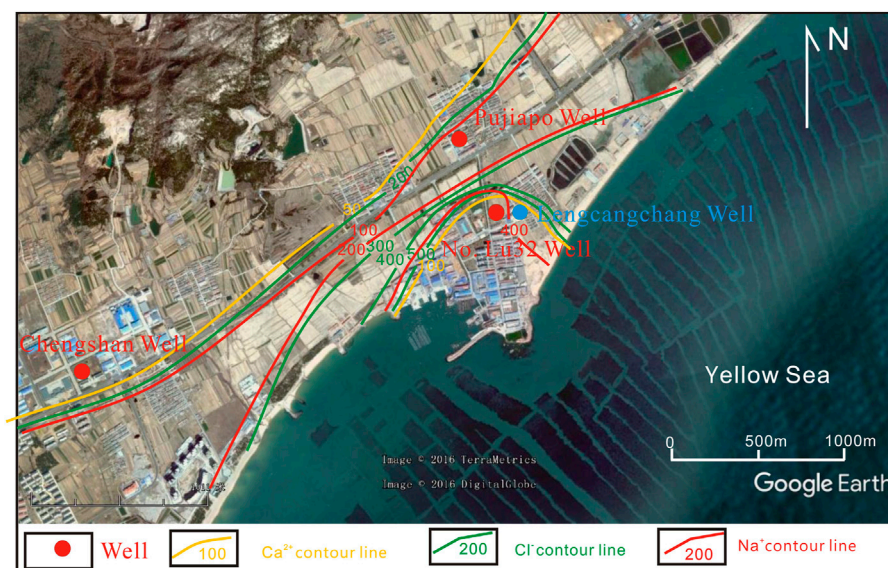 N
Pujiapo Well
200
50
100
200
300
400
500
100
400
Lengcangchang Well
No. Lu32 Well
Chengshan Well
Yellow Sea
0 500m 1000m
Image © 2016 TerraMetrics
Image © 2016 DigitalGlobe
Google Earth
Well
100 Ca²⁺ contour line
200 Cl⁻ contour line
200 Na⁺ contour line